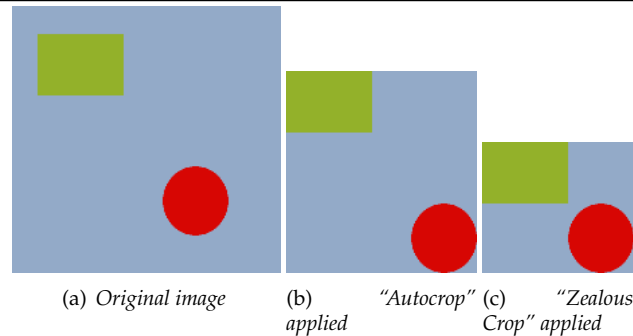 (a) Original image
(b) “Autocrop”
applied
(c) “Zealous
Crop” applied